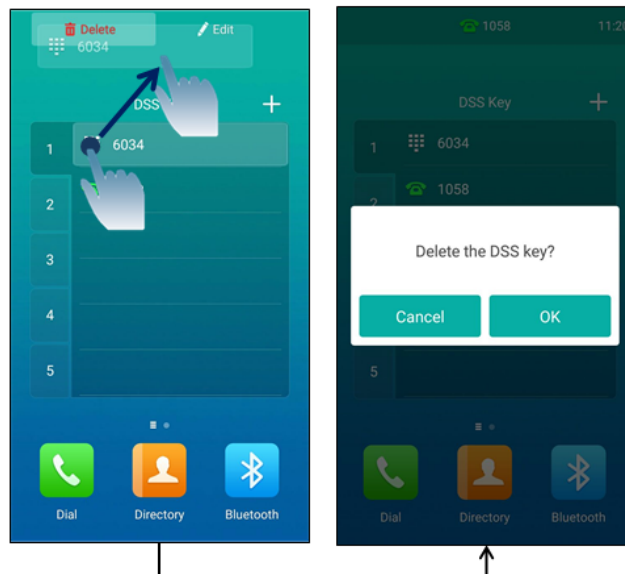 Delete Edit
6034
DSS
+
1 6034
2
3
4
5
Dial Directory Bluetooth
1058 11:20
DSS Key +
1 6034
2 1058
Delete the DSS key?
Cancel OK
5
Dial Directory Bluetooth